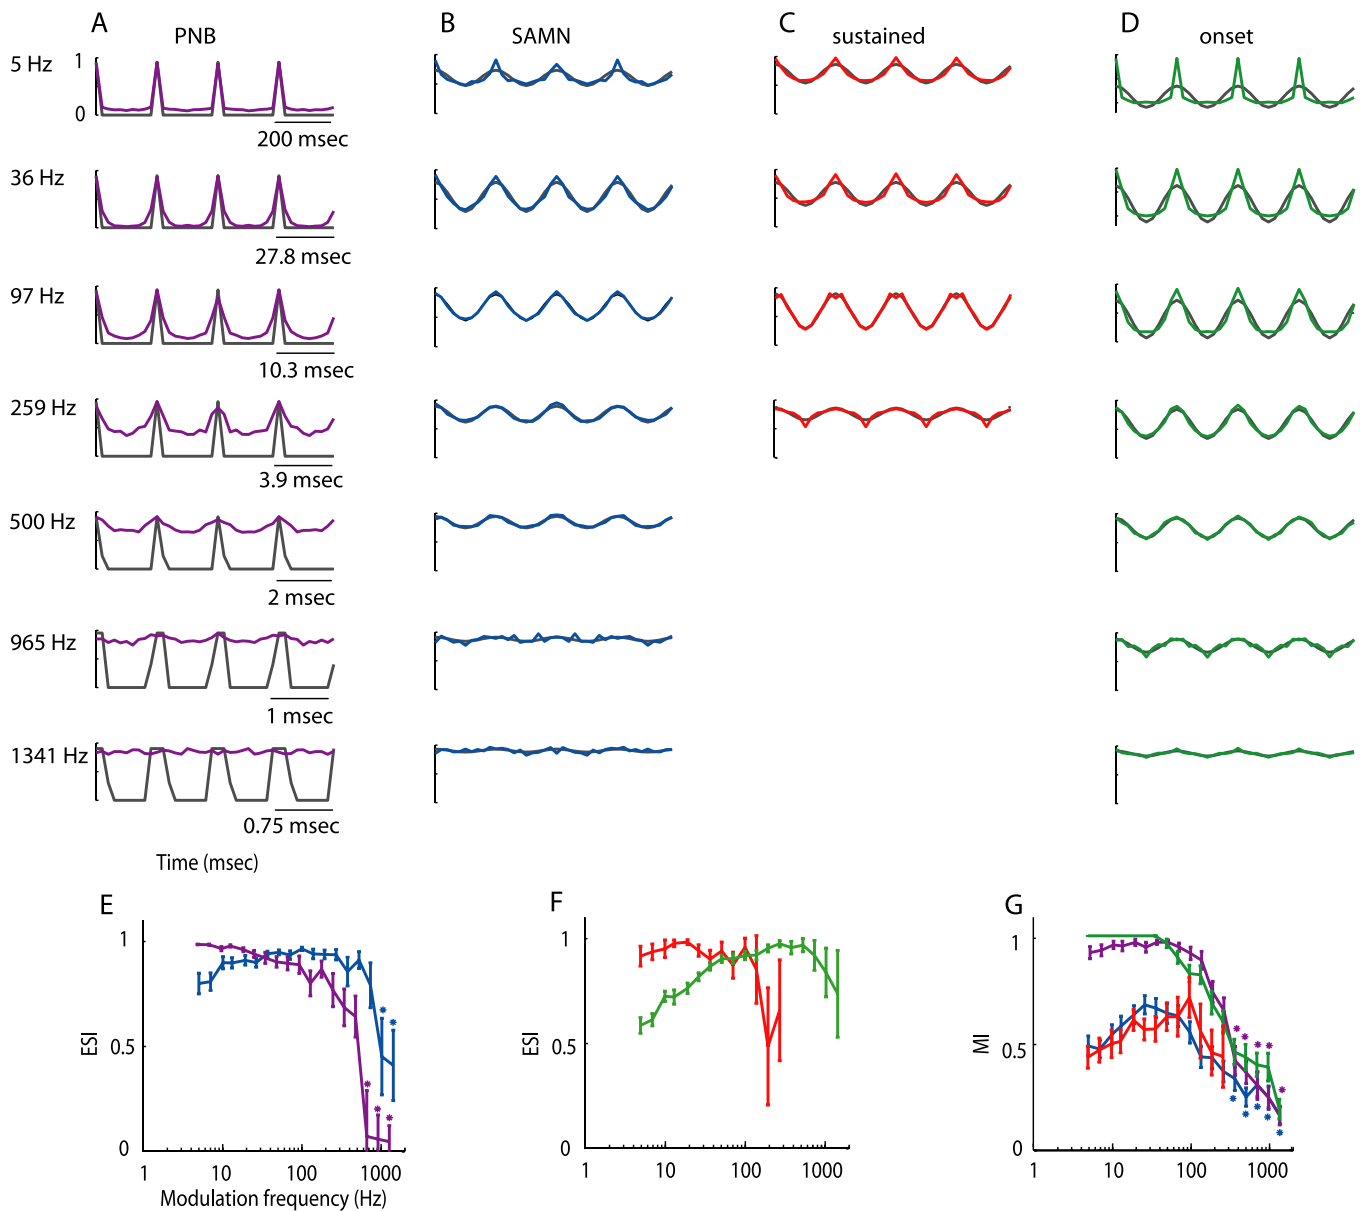 A
PNB
B
SAMN
C
sustained
D
onset
5 Hz
1
0
200 msec
36 Hz
27.8 msec
97 Hz
10.3 msec
259 Hz
3.9 msec
500 Hz
2 msec
965 Hz
1 msec
1341 Hz
0.75 msec
Time (msec)
E
ESI
1
0.5
0
1 10 100 1000
Modulation frequency (Hz)
* * * * *
F
ESI
1
0.5
0
1 10 100 1000
G
MI
1
0.5
0
1 10 100 1000
* * * * *
* * * * *